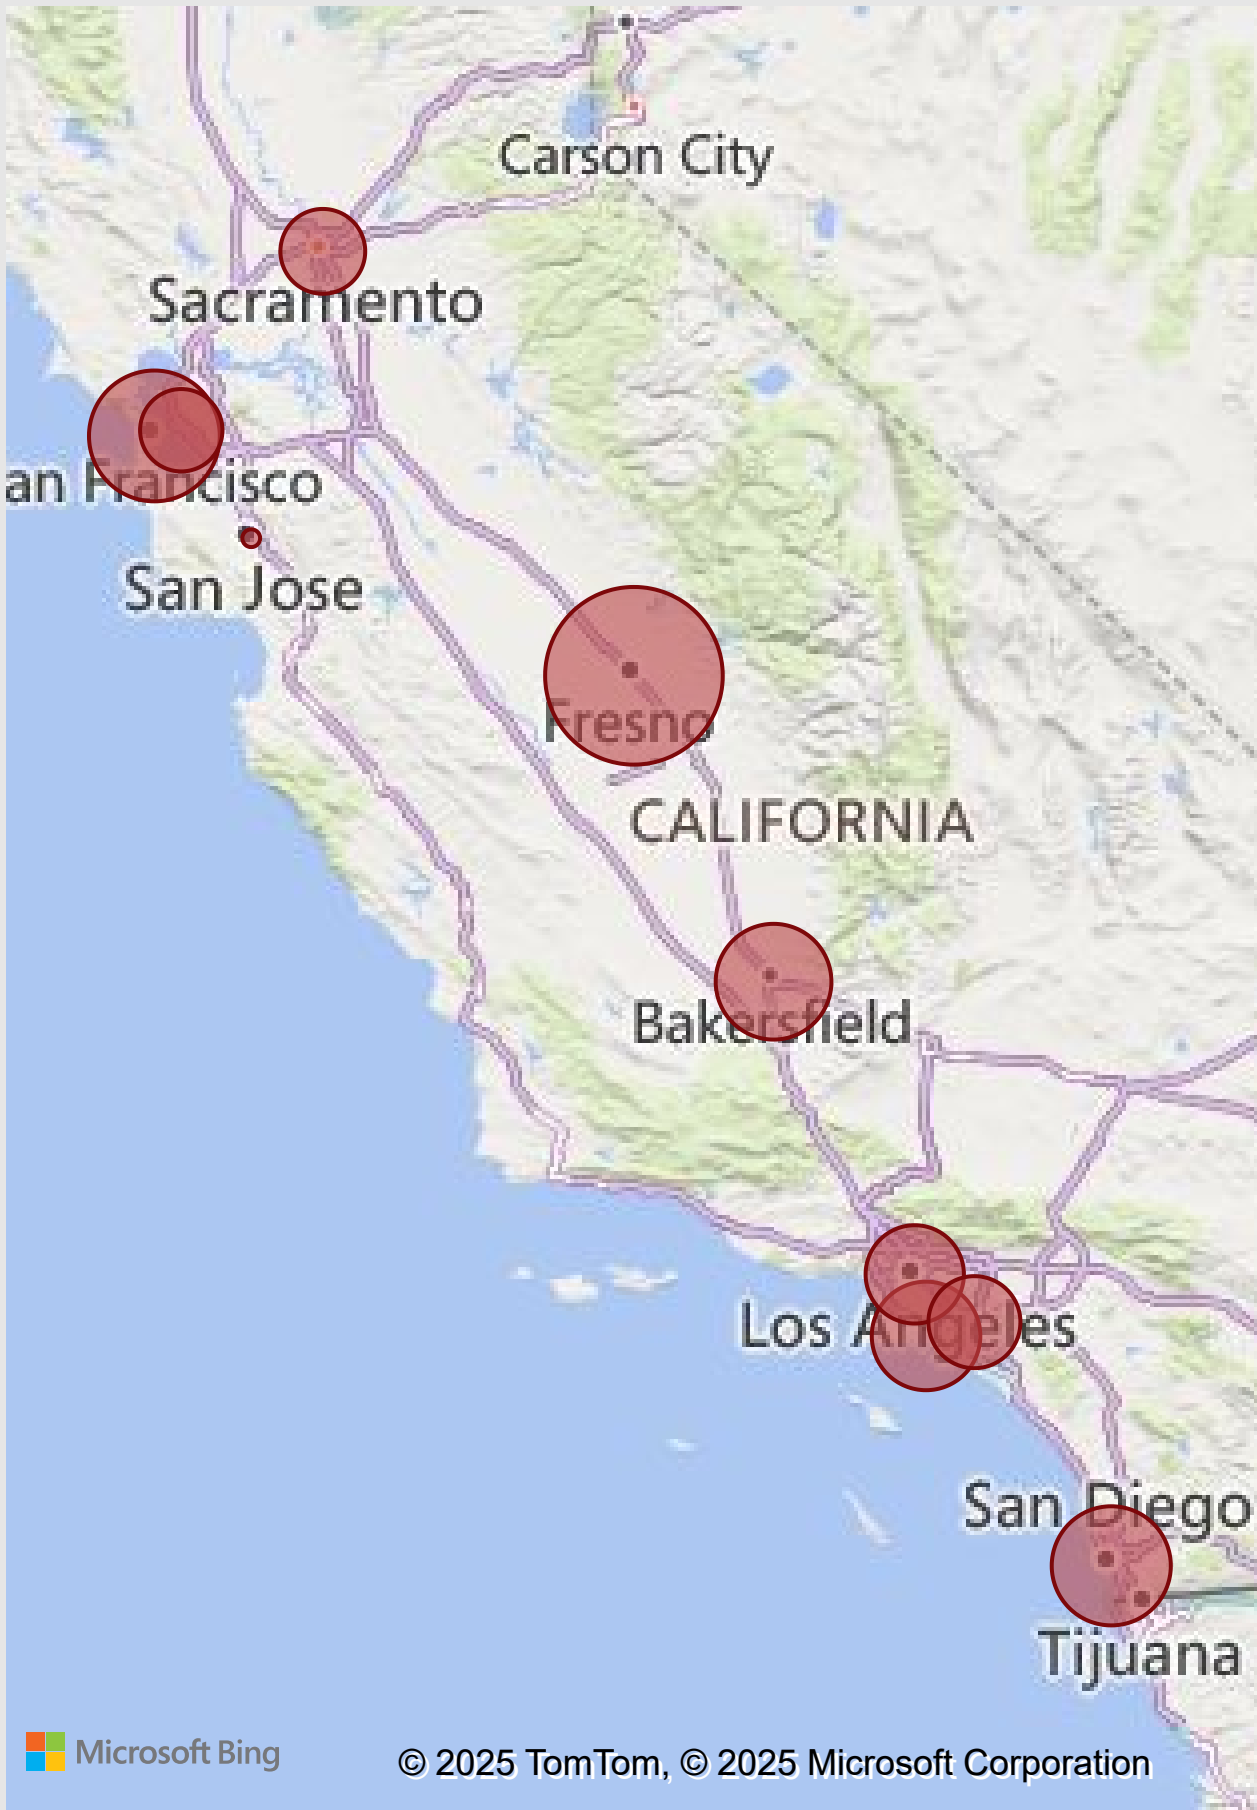 Carson City
Sacramento
an Francisco
San Jose
Fresno
CALIFORNIA
Bakersfield
Los Angeles
San Diego
Tijuana
Microsoft Bing
© 2025 TomTom, © 2025 Microsoft Corporation